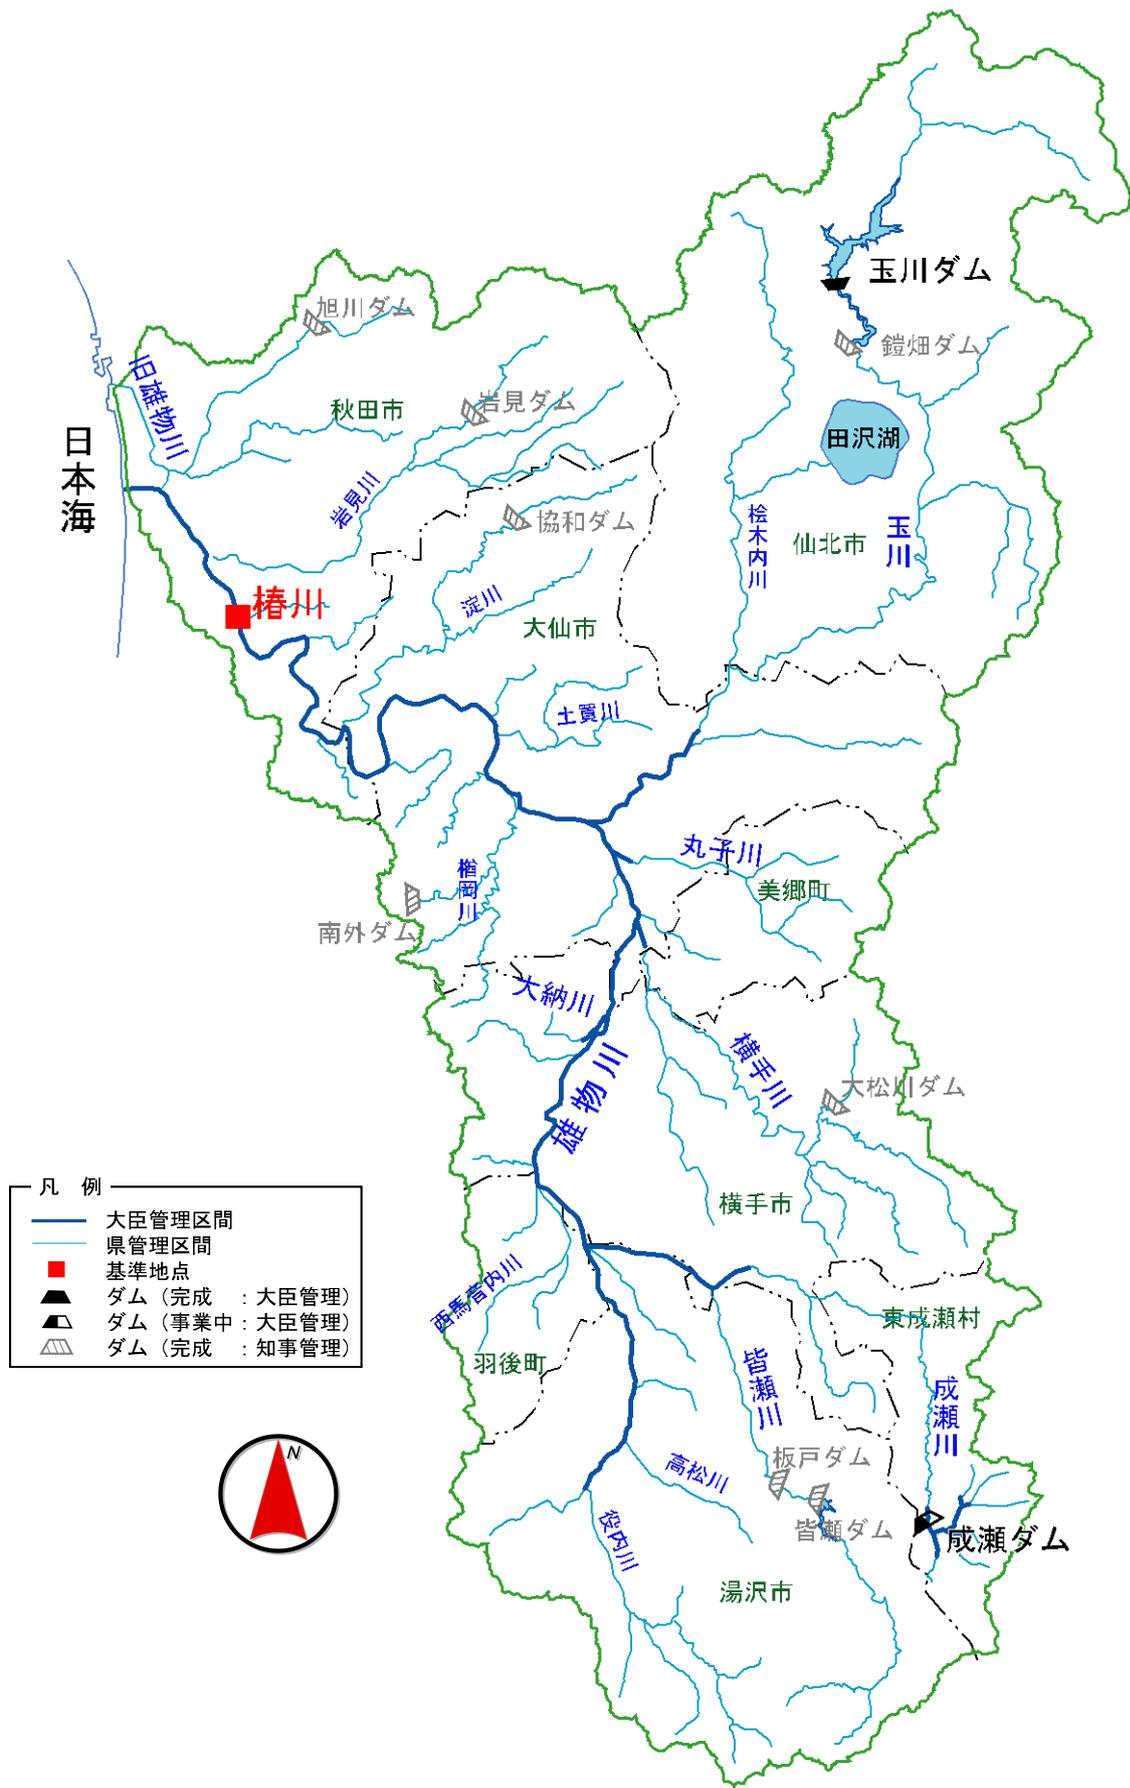 玉川ダム
旭川ダム
鎧畑ダム
旧雄物川
秋田市
岩見ダム
田沢湖
日本海
岩見川
協和ダム
桧木内川
仙北市
玉川
椿川
淀川
大仙市
土買川
丸子川
楢岡川
美郷町
南外ダム
大納川
雄物川
横手川
大松川ダム
横手市
凡 例
大臣管理区間
県管理区間
基準地点
ダム（完成 ：大臣管理）
ダム（事業中：大臣管理）
ダム（完成 ：知事管理）
西馬音内川
羽後町
東成瀬村
皆瀬川
成瀬川
N
高松川
板戸ダム
役内川
皆瀬ダム
成瀬ダム
湯沢市